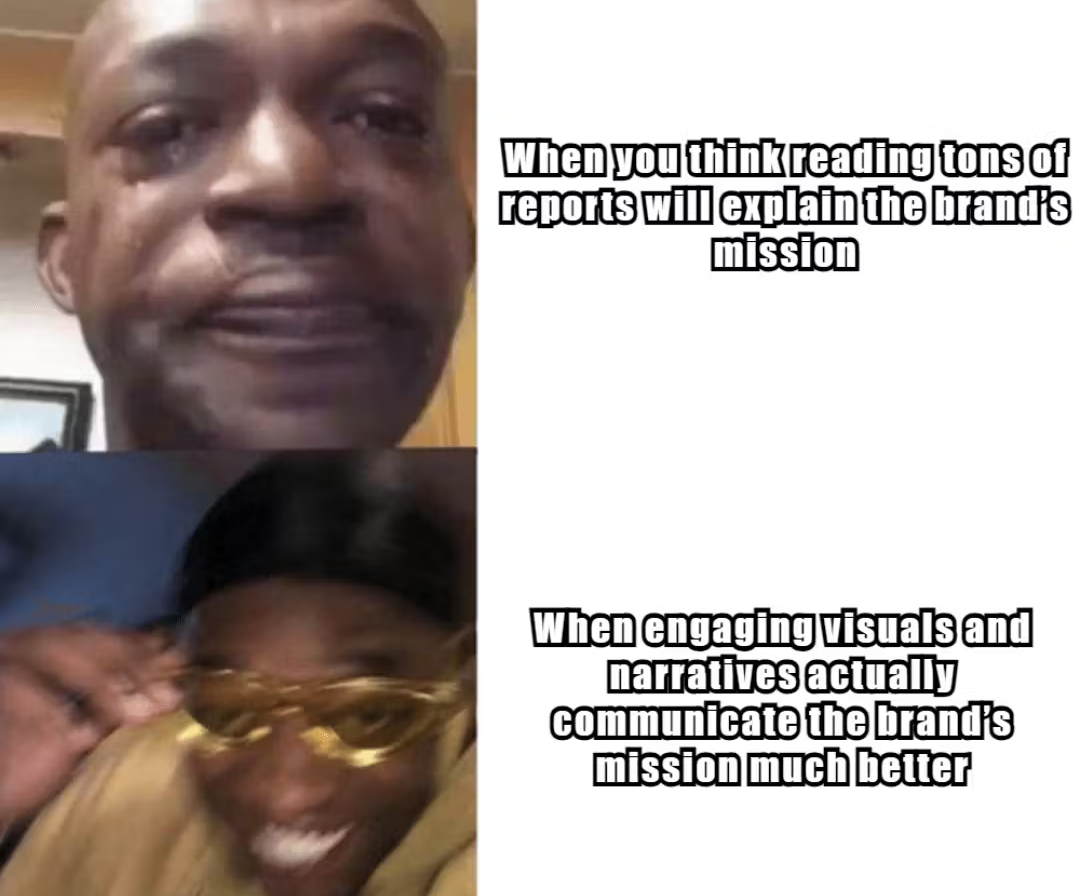 When you think reading tons of
reports will explain the brand's
mission
When engaging visuals and
narratives actually
communicate the brand's
mission much better